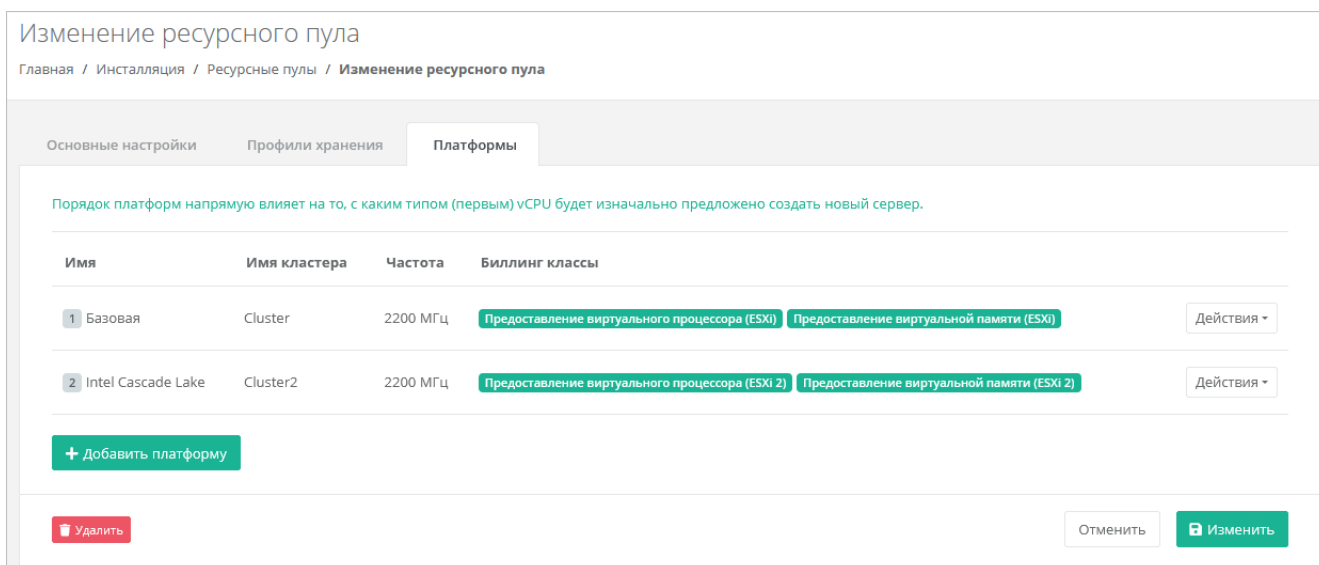 Изменение ресурсного пула
Главная / Инсталляция / Ресурсные пулы / Изменение ресурсного пула
Основные настройки Профили хранения Платформы
Порядок платформ напрямую влияет на то, с каким типом (первым) vCPU будет изначально предложено создать новый сервер.
Имя Имя кластера Частота Биллинг классы
1 Базовая Cluster 2200 МГц Предоставление виртуального процессора (ESXi) Предоставление виртуальной памяти (ESXi) Действия
2 Intel Cascade Lake Cluster2 2200 МГц Предоставление виртуального процессора (ESXi 2) Предоставление виртуальной памяти (ESXi 2) Действия
+ Добавить платформу
Удалить Отменить Изменить